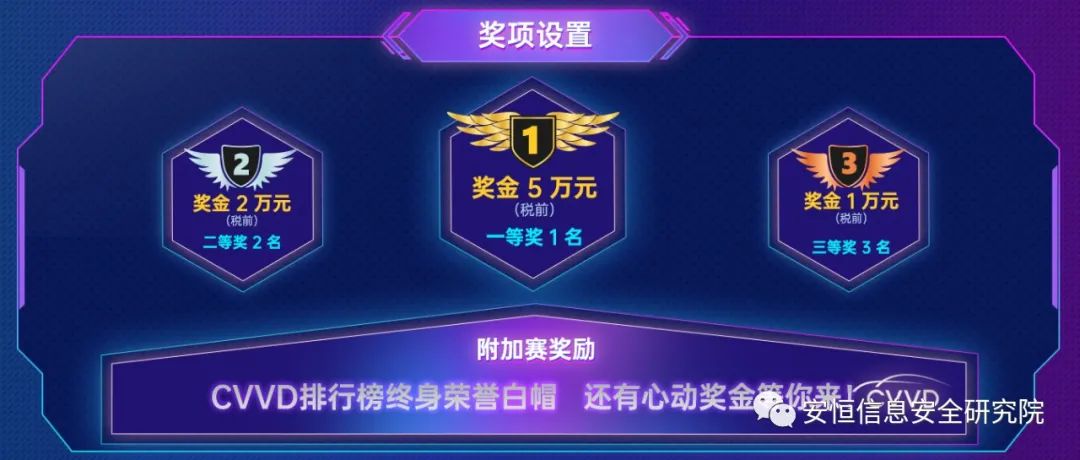 奖项设置
2
奖金 2 万元
(税前)
二等奖 2 名
1
奖金 5 万元
(税前)
一等奖 1 名
3
奖金 1 万元
(税前)
三等奖 3 名
附加赛奖励
CVVD排行榜终身荣誉白帽 还有心动奖金等你来!
CVVD
安恒信息安全研究院